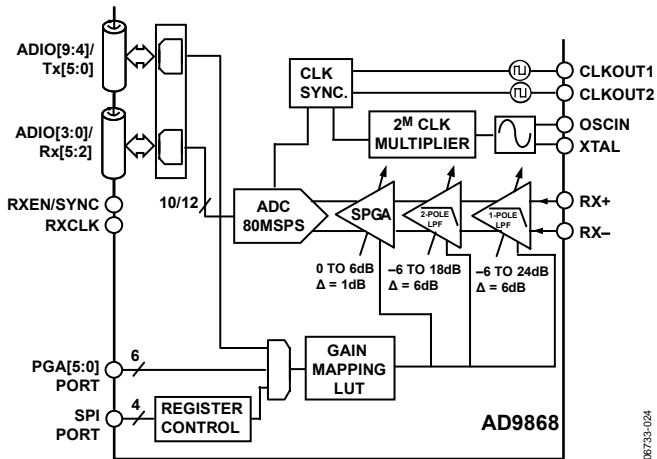 ADIO[9:4]/
Tx[5:0]
ADIO[3:0]/
Rx[5:2]
RXEN/SYNC
RXCLK
10/12
CLK
SYNC.
CLKOUT1
CLKOUT2
2M CLK
MULTIPLIER
OSCIN
XTAL
ADC
80MSPS
SPGA
2-POLE
LPF
1-POLE
LPF
RX+
RX–
0 TO 6dB
Δ = 1dB
–6 TO 18dB
Δ = 6dB
–6 TO 24dB
Δ = 6dB
PGA[5:0]
PORT
6
GAIN
MAPPING
LUT
SPI
PORT
4
REGISTER
CONTROL
AD9868
06733-024